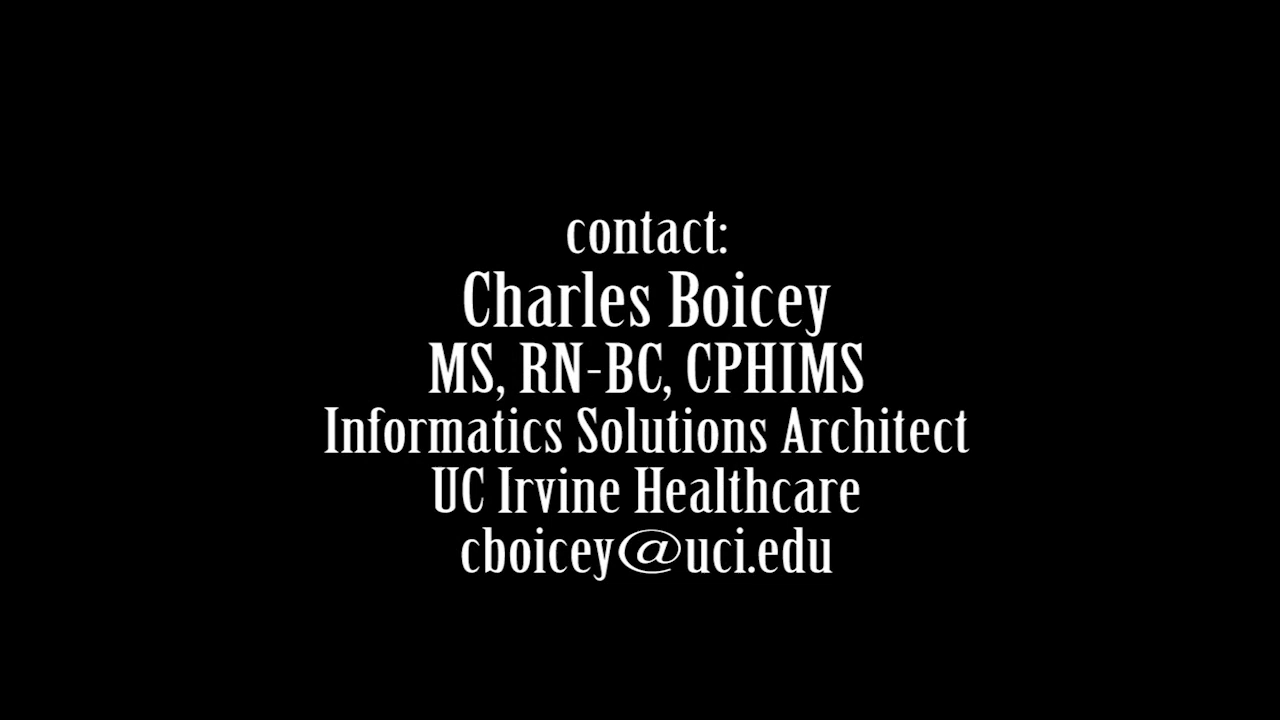 contact:
Charles Boicey
MS, RN-BC, CPHIMS
Informatics Solutions Architect
UC Irvine Healthcare
cboicey@uci.edu